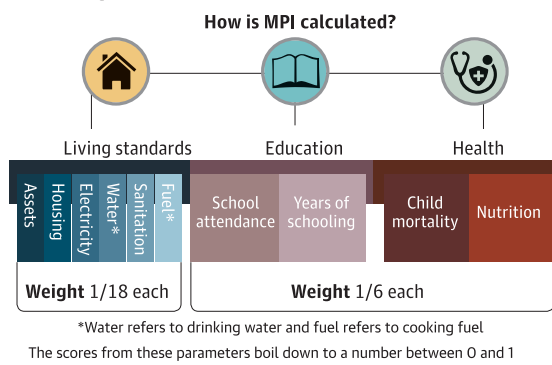 How is MPI calculated?
Living standards
Education
Health
Assets
Housing
Electricity
Water*
Sanitation
Fuel*
School
attendance
Years of
schooling
Child
mortality
Nutrition
Weight 1/18 each
Weight 1/6 each
*Water refers to drinking water and fuel refers to cooking fuel
The scores from these parameters boil down to a number between 0 and 1